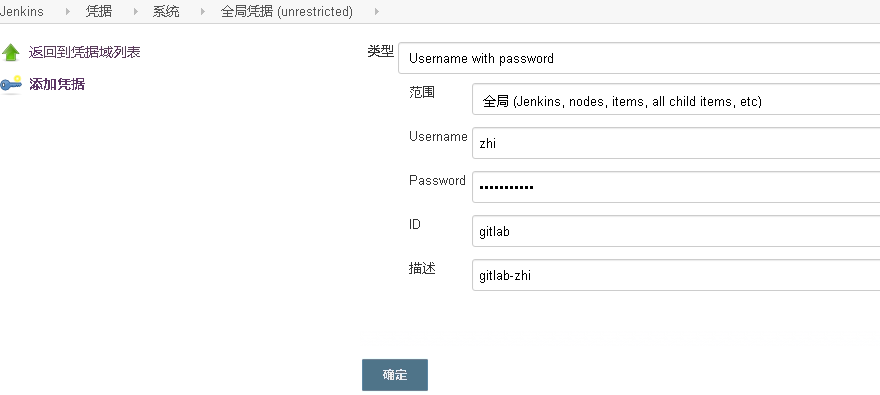 Jenkins 凭据 系统 全局凭据 (unrestricted)
返回到凭据域列表
添加凭据
类型 Username with password
范围 全局 (Jenkins, nodes, items, all child items, etc)
Username zhi
Password •••••••••••
ID gitlab
描述 gitlab-zhi
确定